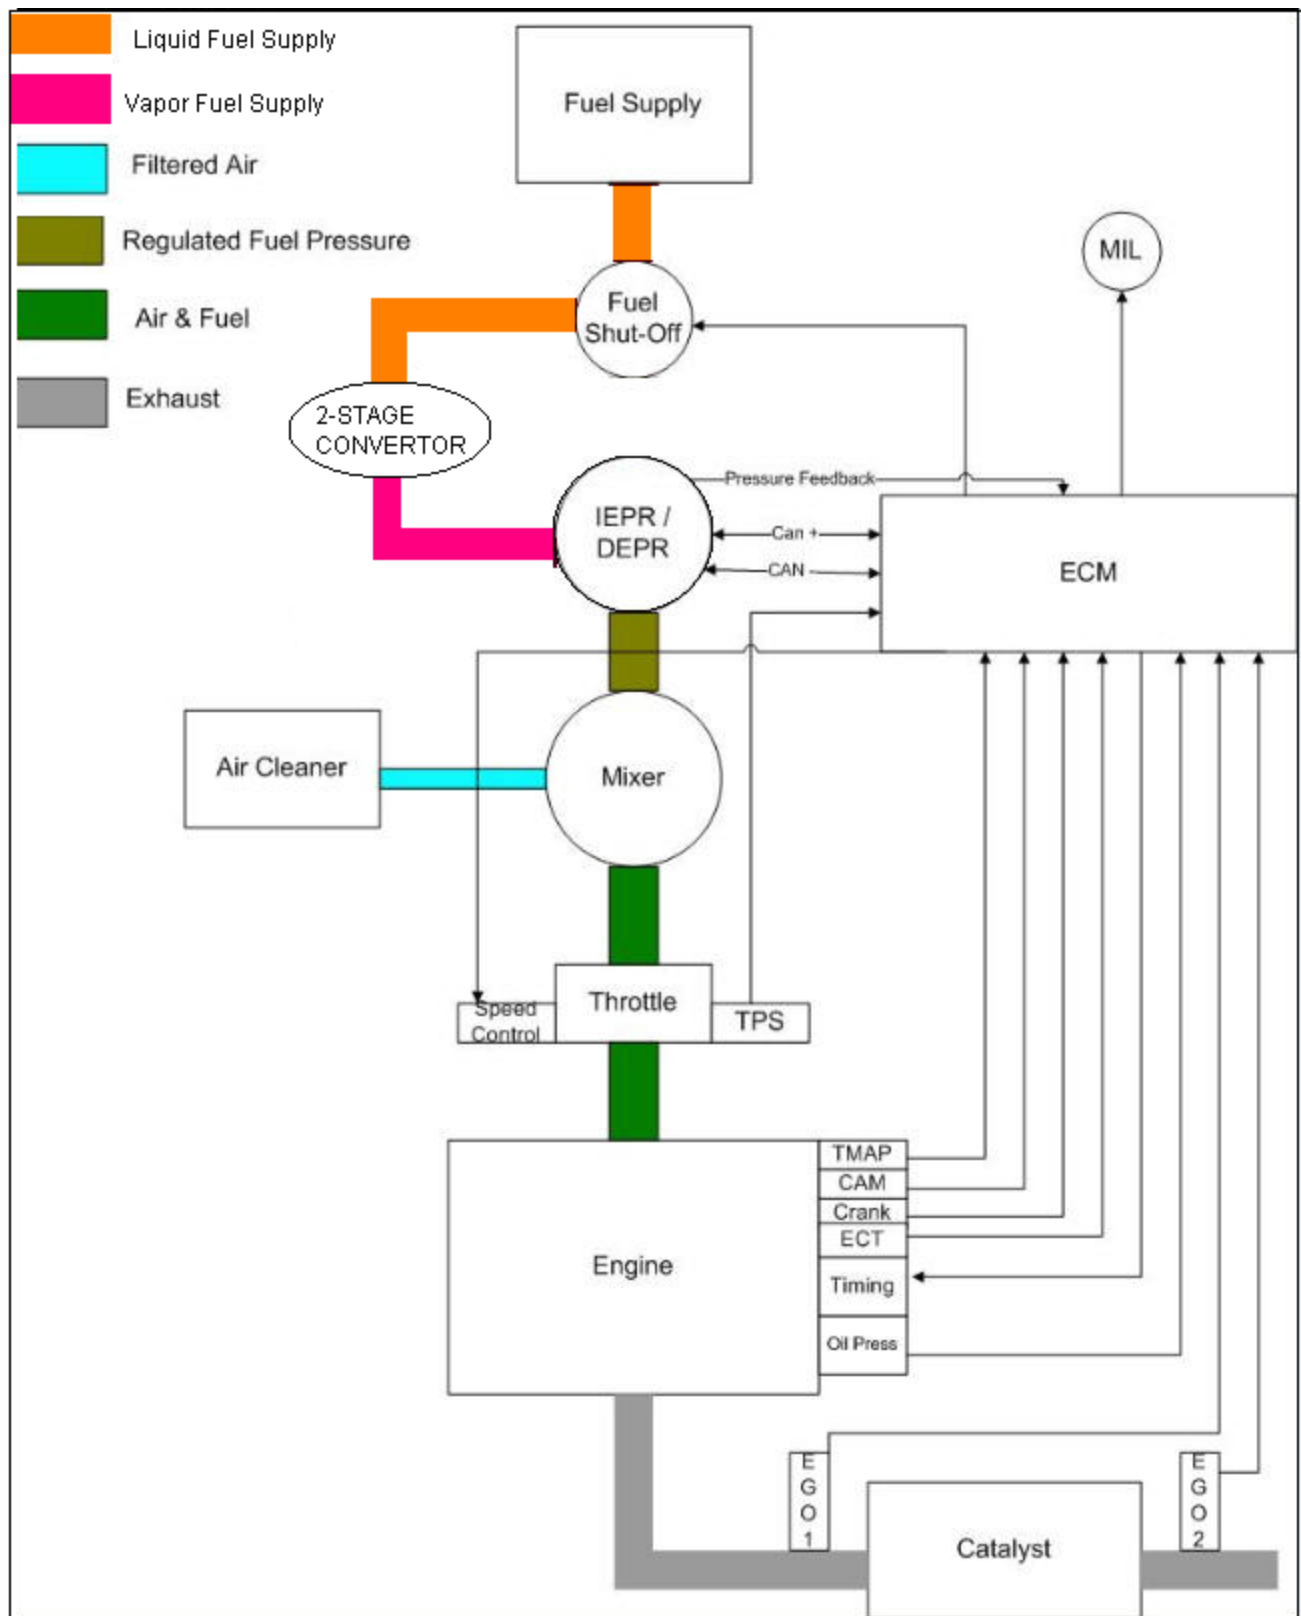 Liquid Fuel Supply
Vapor Fuel Supply
Filtered Air
Regulated Fuel Pressure
Air & Fuel
Exhaust
Fuel Supply
MIL
Fuel
Shut-Off
2-STAGE
CONVERTOR
IEPR /
DEPR
Pressure Feedback
Can +
CAN -
ECM
Air Cleaner
Mixer
Speed
Control
Throttle
TPS
Engine
TMAP
CAM
Crank
ECT
Timing
Oil Press
E
G
O
1
Catalyst
E
G
O
2